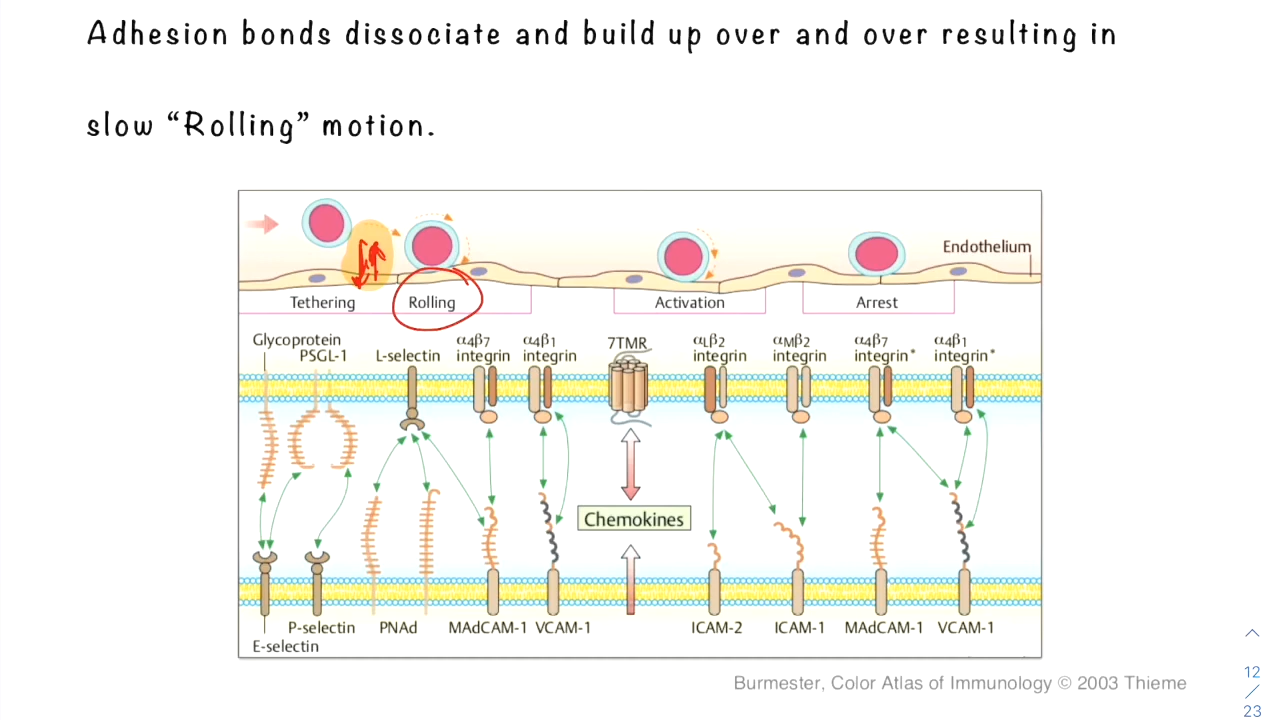 Adhesion bonds dissociate and build up over and over resulting in
slow “Rolling” motion.
Endothelium
Tethering Rolling Activation Arrest
Glycoprotein
PSGL-1 L-selectin α4β7 integrin α4β1 integrin 7TMR αLβ2 integrin αMβ2 integrin α4β7 integrin* α4β1 integrin*
Chemokines
P-selectin PNAd MAdCAM-1 VCAM-1 ICAM-2 ICAM-1 MAdCAM-1 VCAM-1
E-selectin
Burmester, Color Atlas of Immunology © 2003 Thieme
12
/
23